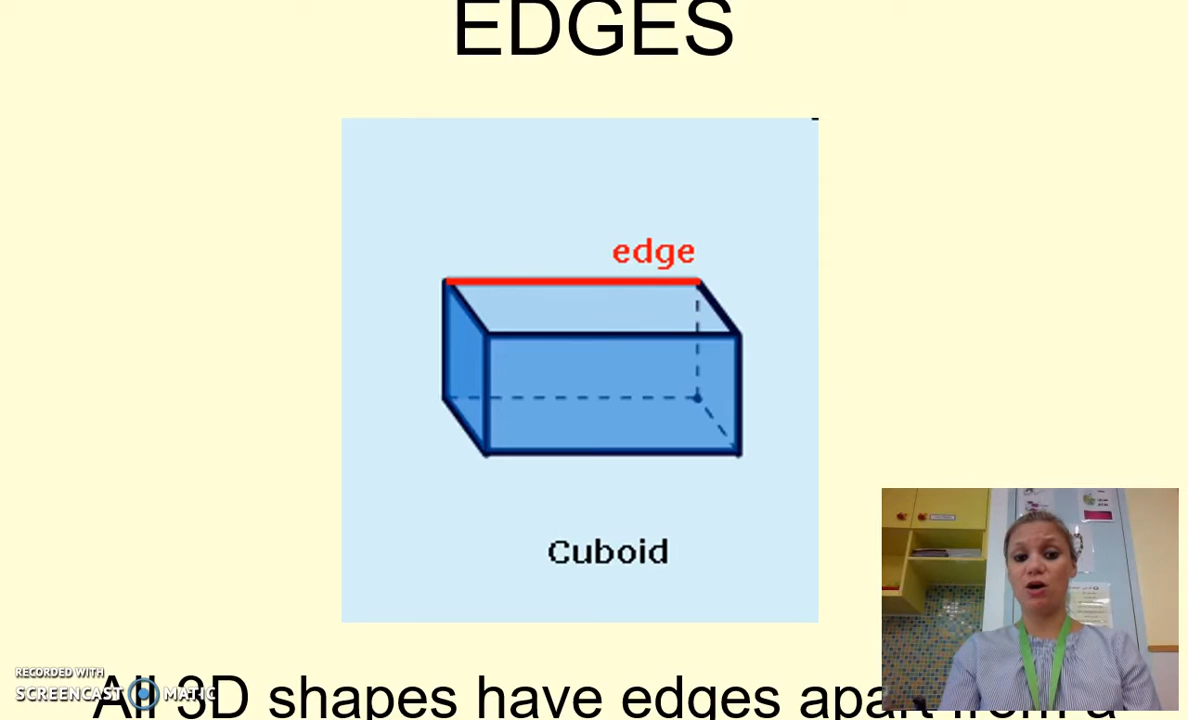 EDGES
edge
Cuboid
RECORDED WITH
SCREENCAST MATIC
All 3D shapes have edges apart from a